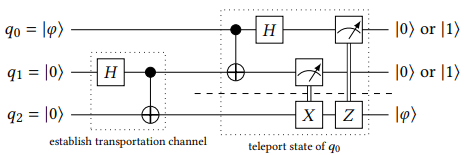 q₀ = |φ⟩ H |0⟩ or |1⟩
q₁ = |0⟩ H |0⟩ or |1⟩
q₂ = |0⟩ X Z |φ⟩
establish transportation channel
teleport state of q₀